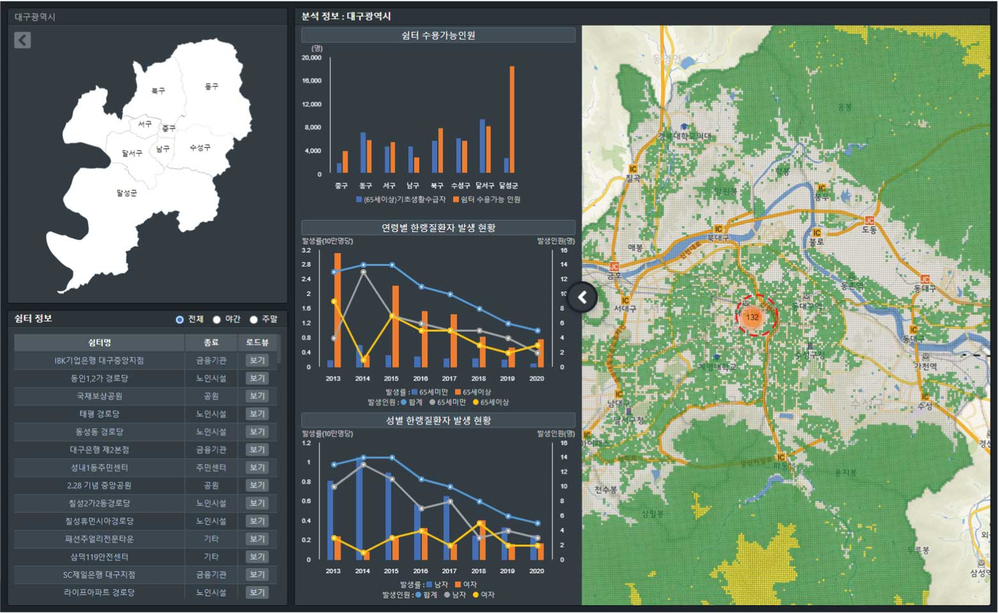 대구광역시
북구
동구
서구
중구
달서구
남구
수성구
달성군
쉼터 정보
전체 야간 주말
쉼터명 종료 로드뷰
IBK기업은행 대구중앙지점 금융기관 보기
동인1,2가 경로당 노인시설 보기
국채보상공원 공원 보기
태평 경로당 노인시설 보기
동성동 경로당 노인시설 보기
대구은행 제2본점 금융기관 보기
성내1동주민센터 주민센터 보기
2.28 기념 중앙공원 공원 보기
칠성2가2동경로당 노인시설 보기
칠성휴먼시아경로당 노인시설 보기
패션주얼리전문타운 기타 보기
삼덕119안전센터 기타 보기
SC제일은행 대구지점 금융기관 보기
라이프아파트 경로당 노인시설 보기
분석 정보 : 대구광역시
쉼터 수용가능인원
(명)
20,000
16,000
12,000
8,000
4,000
0
중구 동구 서구 남구 북구 수성구 달서구 달성군
(65세이상)기초생활수급자 쉼터 수용가능 인원
연령별 한랭질환자 발생 현황
발생률(10만명당) 발생인원(명)
3.2 16
2.8 14
2.4 12
2 10
1.6 8
1.2 6
0.8 4
0.4 2
0 0
2013 2014 2015 2016 2017 2018 2019 2020
발생률 : 65세미만 65세이상
발생인원 : 합계 65세미만 65세이상
성별 한랭질환자 발생 현황
발생률(10만명당) 발생인원(명)
1.2 16
14
1 12
0.8 10
0.6 8
6
0.4 4
0.2 2
0 0
2013 2014 2015 2016 2017 2018 2019 2020
발생률 : 남자 여자
발생인원 : 합계 남자 여자
동명면
응봉
경북대학교의대
IC
칠곡
학봉
망원봉
IC
봉무
JC
도동
IC
북대구
IC
불로
매봉
신천대로
JC
금호
동촌역
JC
동대구
IC
서대구
동대구역
132
IC
동대구
수성구청
계명대학교
가천역
IC
남대구
달서구청
수성구
IC
수성
IC
IC
파동
용지봉
천수봉
삼필봉
두루봉
삼성역